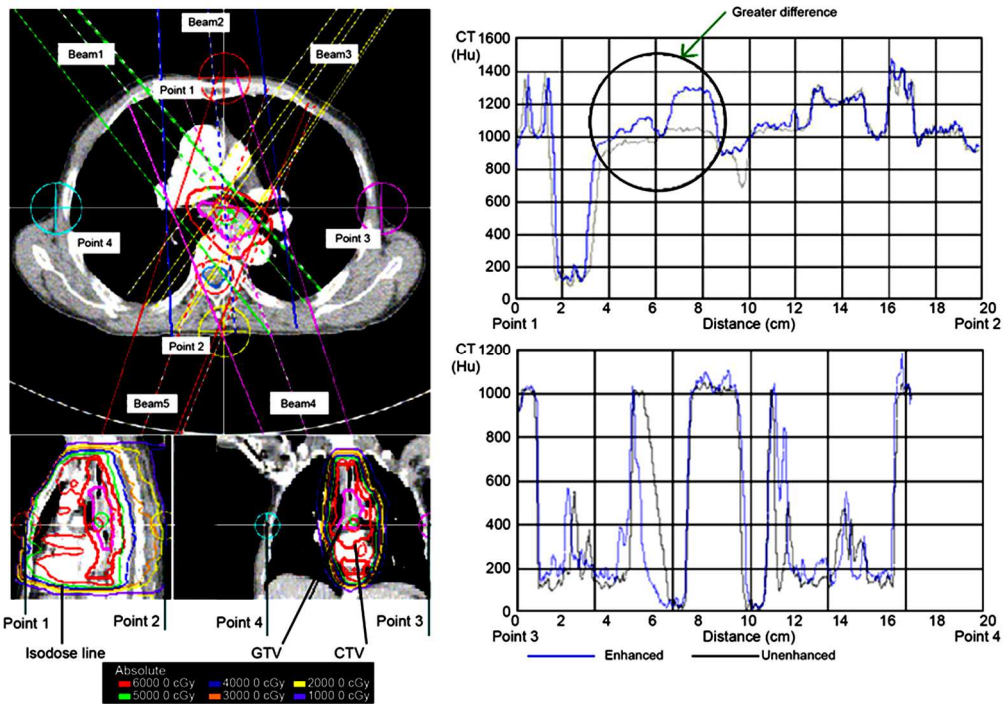 Beam1
Beam2
Beam3
Point 1
Point 4
Point 3
Point 2
Beam5
Beam4
Point 1
Point 2
Point 4
Point 3
Isodose line
GTV
CTV
Absolute
6000 0 cGy
4000 0 cGy
2000 0 cGy
5000 0 cGy
3000 0 cGy
1000 0 cGy
Greater difference
CT
(Hu)
1600
1400
1200
1000
800
600
400
200
0
0 2 4 6 8 10 12 14 16 18 20
Point 1
Distance (cm)
Point 2
CT
(Hu)
1200
1000
800
600
400
200
0
0 2 4 6 8 10 12 14 16 18 20
Point 3
Distance (cm)
Point 4
Enhanced
Unenhanced